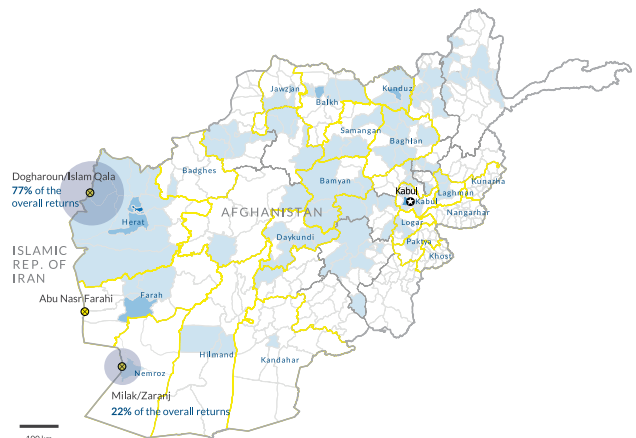 Jawzjan
Balkh
Kunduz
Samangan
Baghlan
Badghes
Dogharoun/Islam Qala
77% of the
overall returns
Bamyan
Kabul
Kabul
Laghman
Kunarha
Nangarhar
Herat
AFGHANISTAN
Logar
Daykundi
Paktya
Khost
ISLAMIC
REP. OF
IRAN
Abu Nasr Farahi
Farah
Hilmand
Kandahar
Nemroz
Milak/Zaranj
22% of the overall returns
100 km